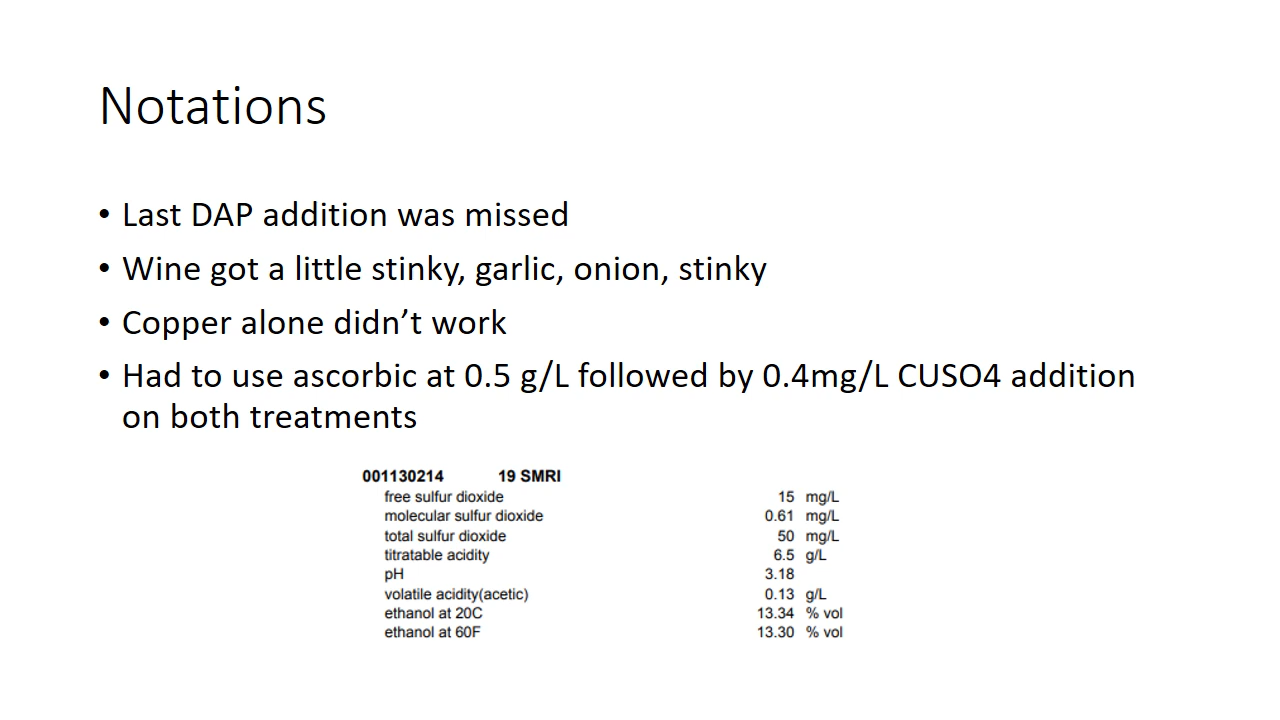 Notations
• Last DAP addition was missed
• Wine got a little stinky, garlic, onion, stinky
• Copper alone didn’t work
• Had to use ascorbic at 0.5 g/L followed by 0.4mg/L CUSO4 addition
on both treatments
001130214 19 SMRI
free sulfur dioxide 15 mg/L
molecular sulfur dioxide 0.61 mg/L
total sulfur dioxide 50 mg/L
titratable acidity 6.5 g/L
pH 3.18
volatile acidity(acetic) 0.13 g/L
ethanol at 20C 13.34 % vol
ethanol at 60F 13.30 % vol